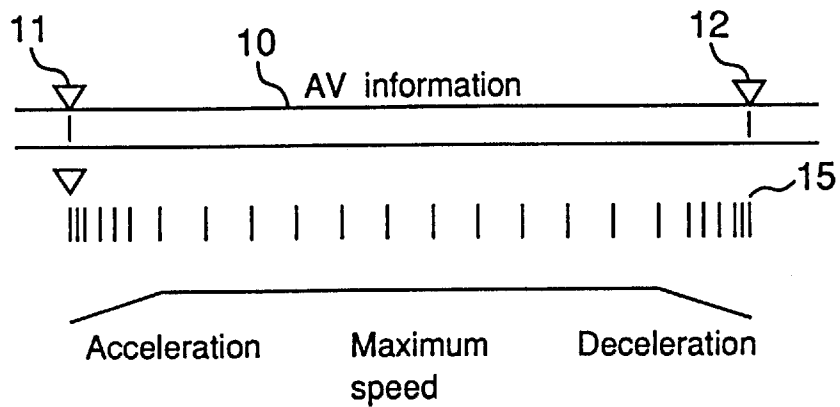 11
10
12
AV information
15
Acceleration
Maximum speed
Deceleration